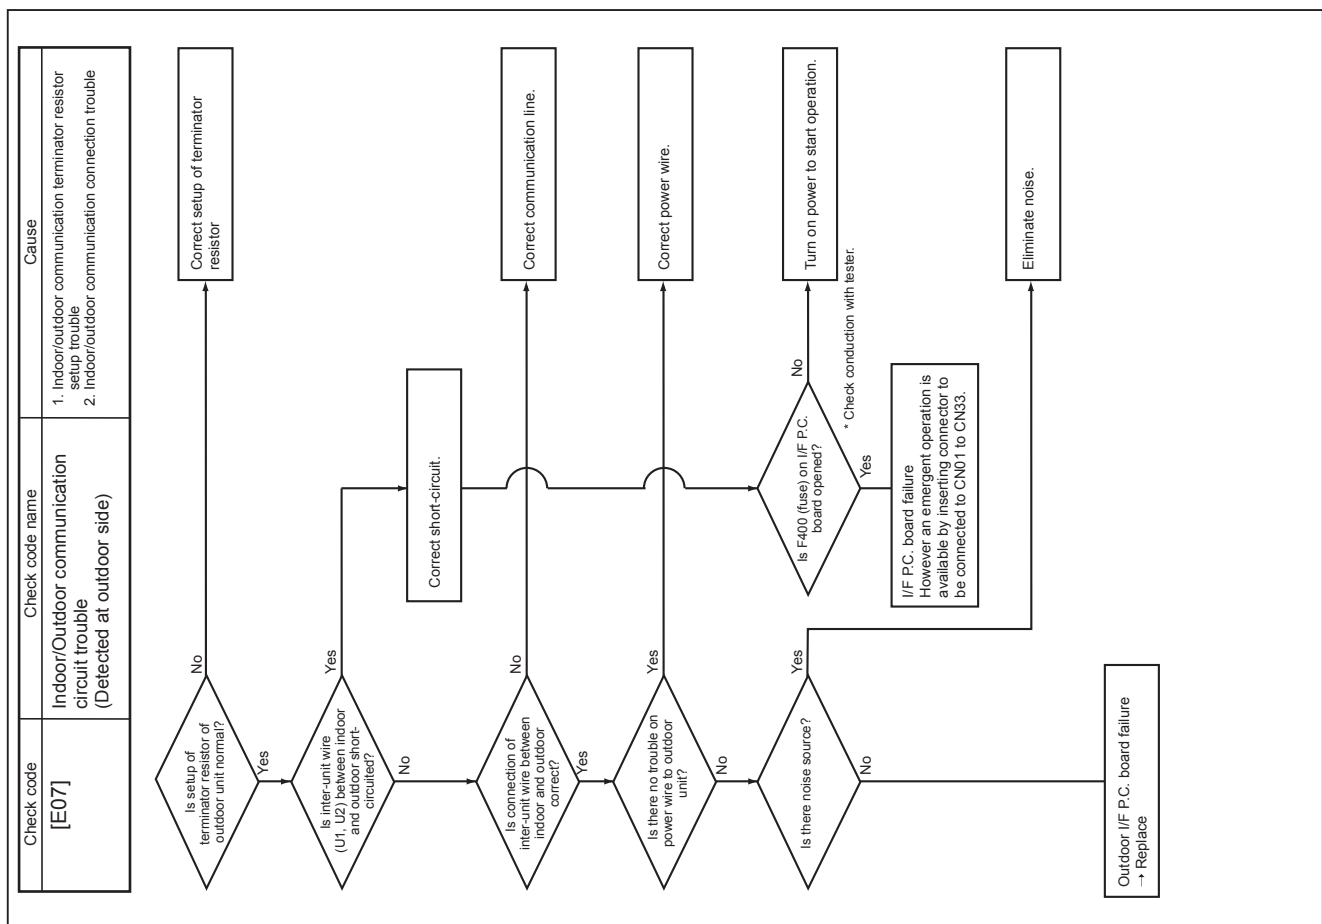 Check code
Check code name
Cause
[E07]
Indoor/Outdoor communication
circuit trouble
(Detected at outdoor side)
1. Indoor/outdoor communication terminator resistor
setup trouble
2. Indoor/outdoor communication connection trouble
Is setup of
terminator resistor of
outdoor unit normal?
No
Correct setup of terminator
resistor
Yes
Is inter-unit wire
(U1, U2) between indoor
and outdoor short-
circuited?
Yes
Correct short-circuit.
No
Is connection of
inter-unit wire between
indoor and outdoor
correct?
No
Correct communication line.
Yes
Is there no trouble on
power wire to outdoor
unit?
Yes
Correct power wire.
No
Is there noise source?
Yes
Eliminate noise.
No
Is F400 (fuse) on I/F P.C.
board opened?
No
Turn on power to start operation.
* Check conduction with tester.
Yes
I/F P.C. board failure
However an emergent operation is
available by inserting connector to
be connected to CN01 to CN33.
Outdoor I/F P.C. board failure
→ Replace